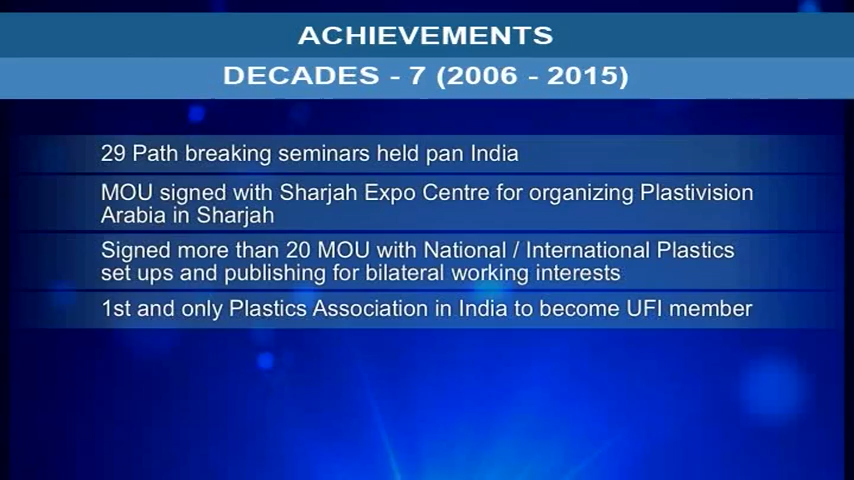 ACHIEVEMENTS
DECADES - 7 (2006 - 2015)
29 Path breaking seminars held pan India
MOU signed with Sharjah Expo Centre for organizing Plastivision
Arabia in Sharjah
Signed more than 20 MOU with National / International Plastics
set ups and publishing for bilateral working interests
1st and only Plastics Association in India to become UFI member